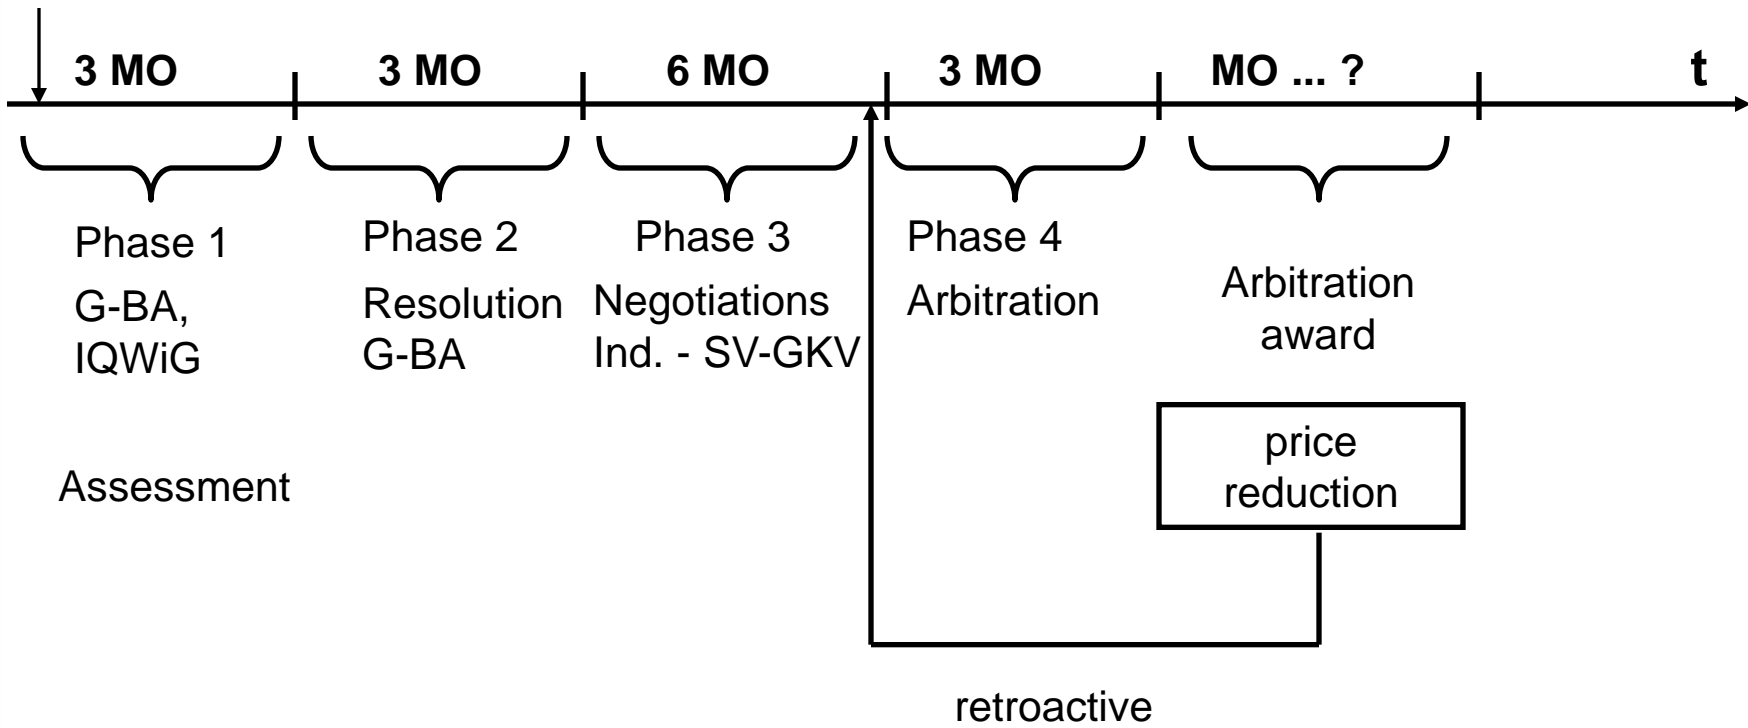 3 MO
3 MO
6 MO
3 MO
MO ... ?
t
Phase 1
G-BA,
IQWiG
Assessment
Phase 2
Resolution
G-BA
Phase 3
Negotiations
Ind. - SV-GKV
Phase 4
Arbitration
Arbitration
award
price
reduction
retroactive